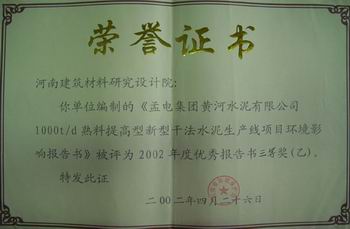 荣誉证书
河南建筑材料研究设计院:
你单位编制的《孟电集团黄河水泥有限公司
1000t/d熟料提高型新型干法水泥生产线项目环境影
响报告书》被评为2002年度优秀报告书三等奖(乙)。
特发此证
二00二年四月二十六日